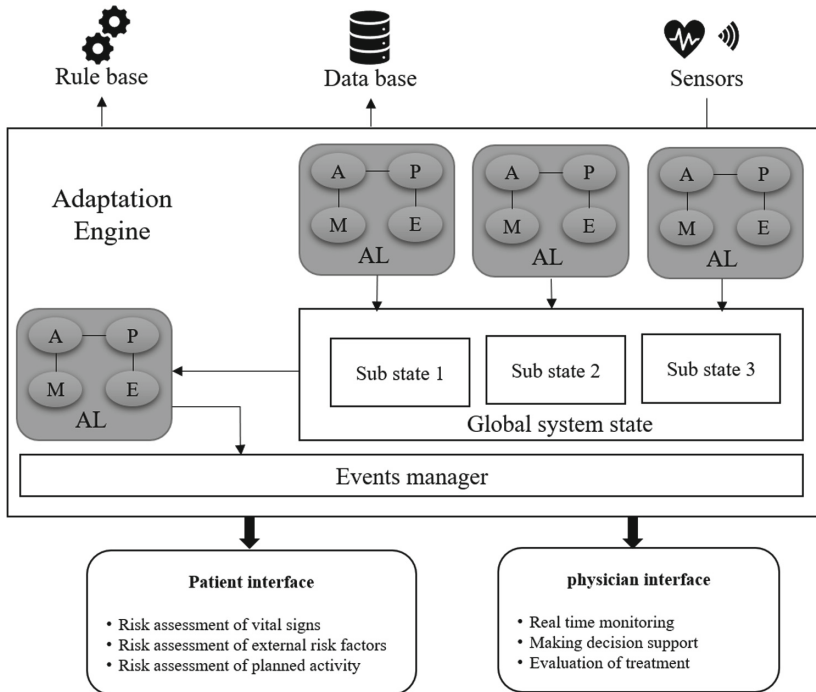 Rule base
Data base
Sensors
Adaptation
Engine
A P
M E
AL
A P
M E
AL
A P
M E
AL
A P
M E
AL
Sub state 1
Sub state 2
Sub state 3
Global system state
Events manager
Patient interface
• Risk assessment of vital signs
• Risk assessment of external risk factors
• Risk assessment of planned activity
physician interface
• Real time monitoring
• Making decision support
• Evaluation of treatment